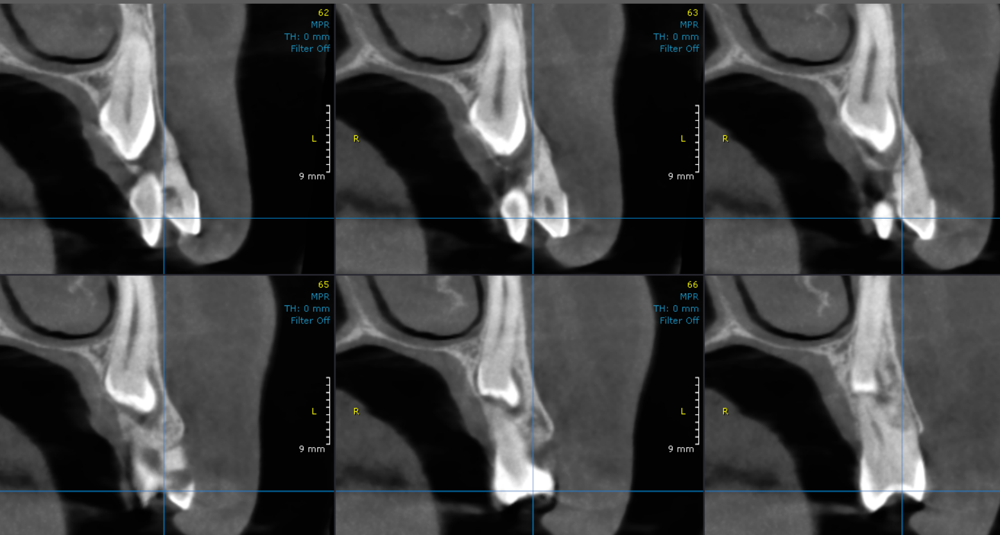 62
MPR
TH: 0 mm
Filter Off
L
9 mm
63
MPR
TH: 0 mm
Filter Off
R
L
9 mm
R
65
MPR
TH: 0 mm
Filter Off
L
9 mm
66
MPR
TH: 0 mm
Filter Off
R
L
9 mm
R